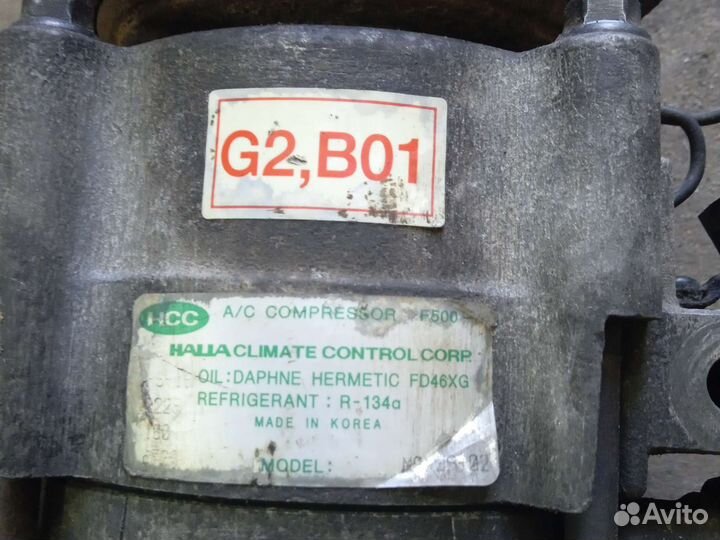 G2,B01
HCC A/C COMPRESSOR F500
HALLA CLIMATE CONTROL CORP.
OIL:DAPHNE HERMETIC FD46XG
REFRIGERANT : R-134a
MADE IN KOREA
MODEL:
Avito